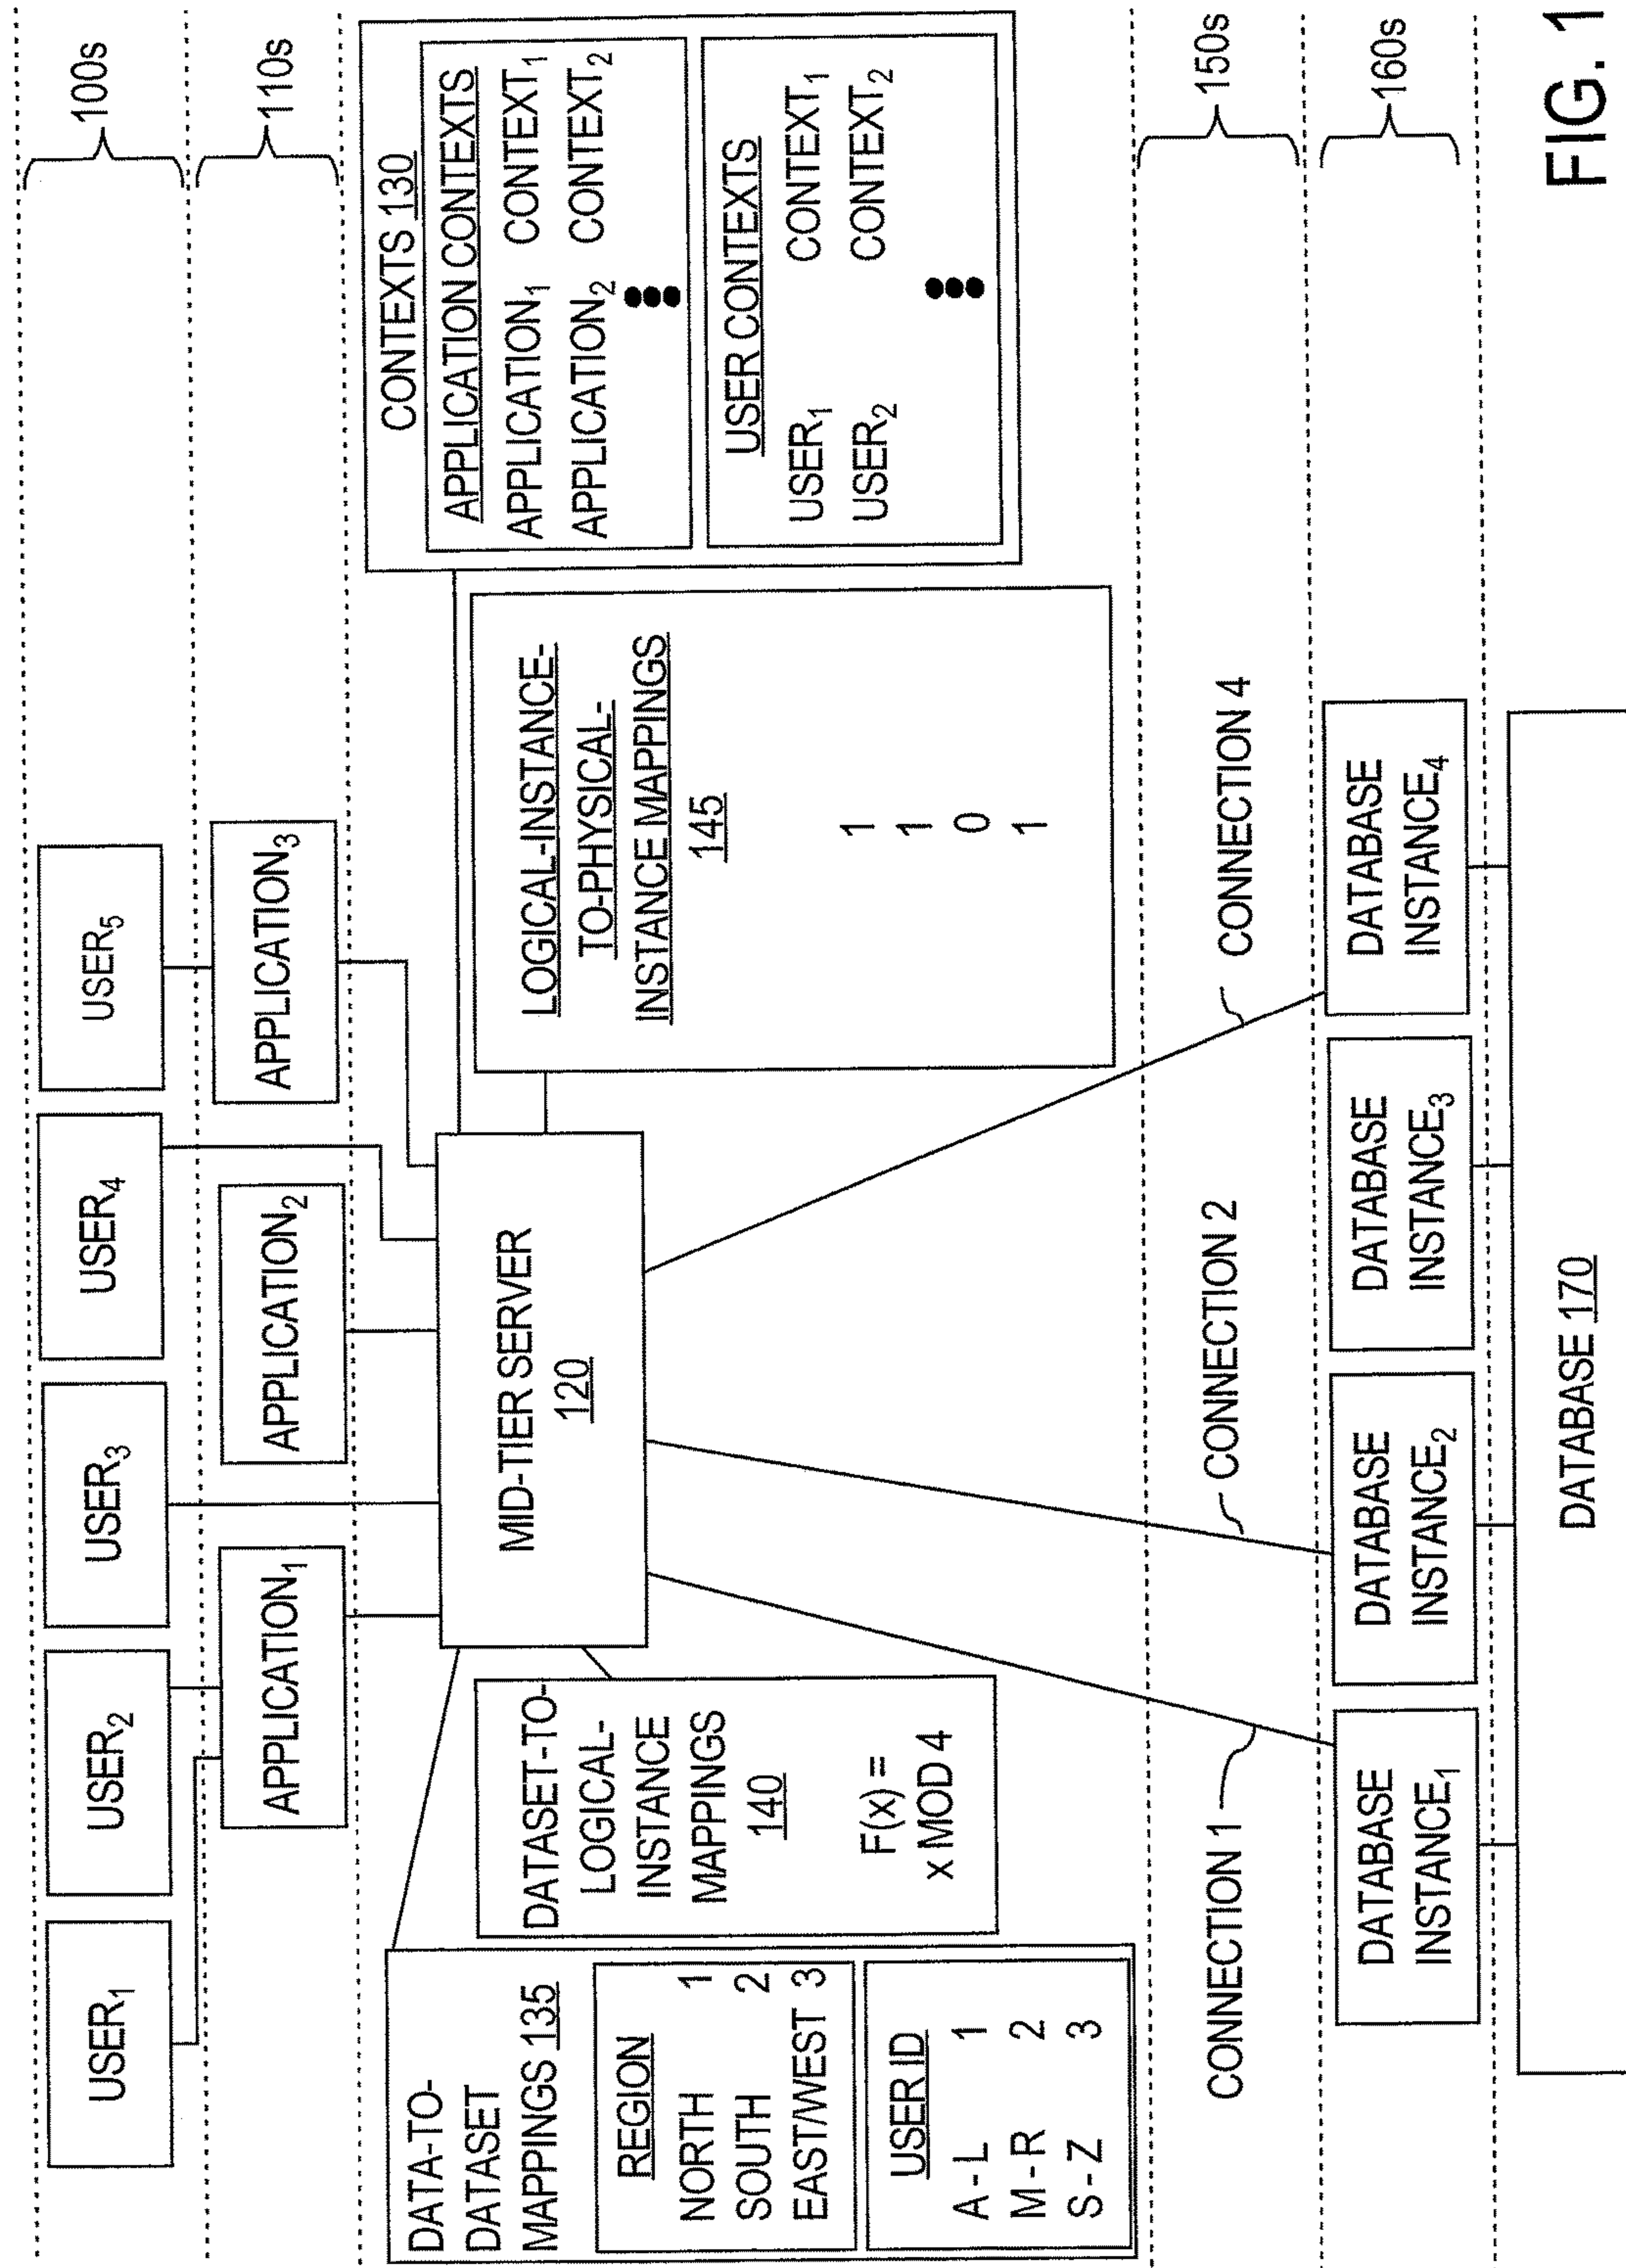 USER₁
USER₂
USER₃
USER₄
USER₅
100s
APPLICATION₁
APPLICATION₂
APPLICATION₃
110s
DATA-TO-
DATASET
MAPPINGS 135
REGION
NORTH 1
SOUTH 2
EAST/WEST 3
USER ID
A - L 1
M - R 2
S - Z 3
DATASET-TO-
LOGICAL-
INSTANCE
MAPPINGS
140
F(x) =
x MOD 4
MID-TIER SERVER
120
LOGICAL-INSTANCE-
TO-PHYSICAL-
INSTANCE MAPPINGS
145
1
1
0
1
CONTEXTS 130
APPLICATION CONTEXTS
APPLICATION₁ CONTEXT₁
APPLICATION₂ CONTEXT₂
USER CONTEXTS
USER₁ CONTEXT₁
USER₂ CONTEXT₂
CONNECTION 1
CONNECTION 2
CONNECTION 4
150s
DATABASE
INSTANCE₁
DATABASE
INSTANCE₂
DATABASE
INSTANCE�3
DATABASE
INSTANCE₄
160s
DATABASE 170
FIG. 1